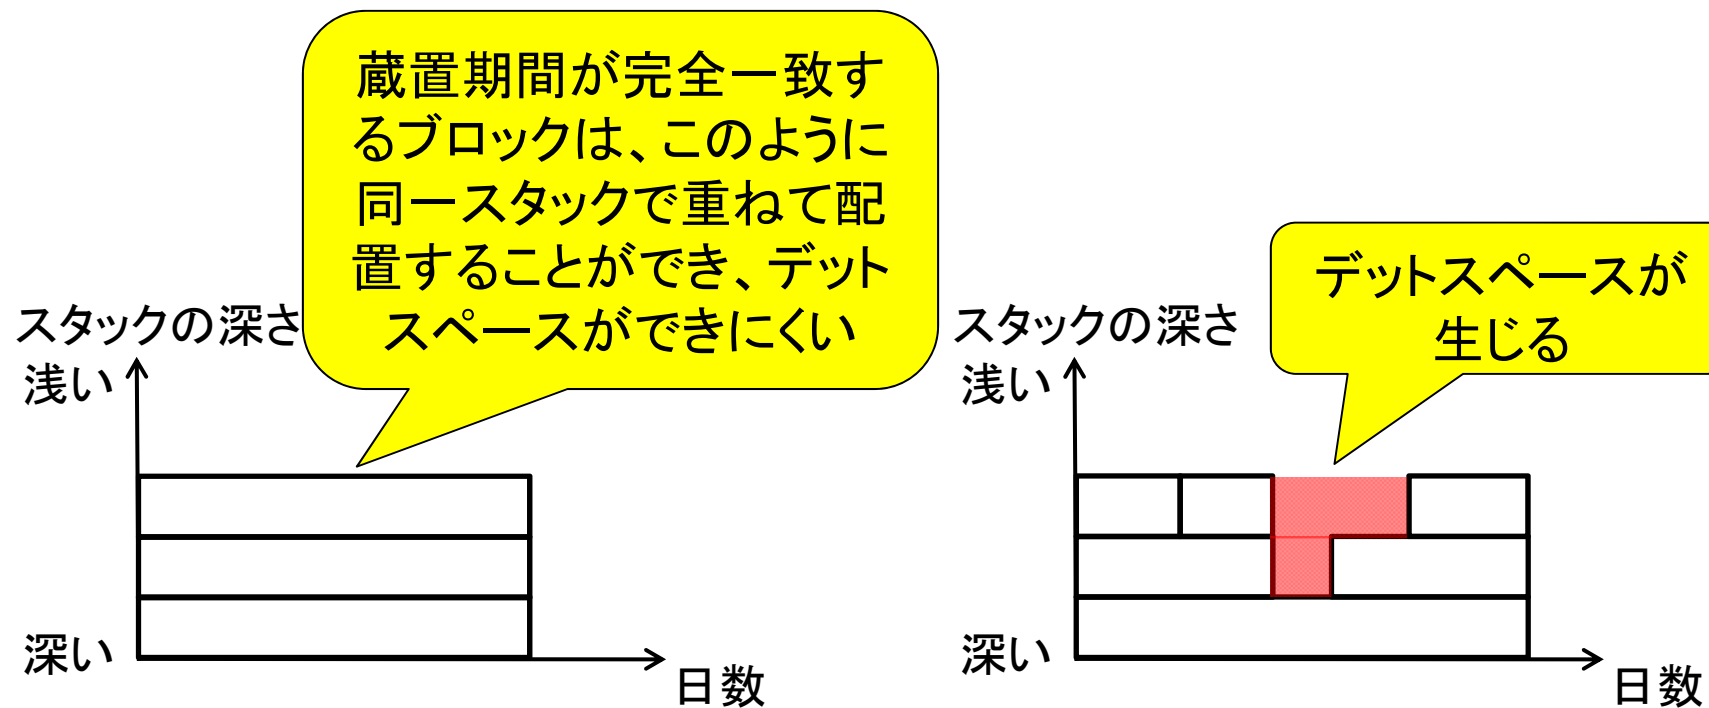 蔵置期間が完全一致す
るブロックは、このように
同一スタックで重ねて配
置することができ、デット
スペースができにくい
スタックの深さ
浅い
深い
日数
デットスペースが
生じる
スタックの深さ
浅い
深い
日数